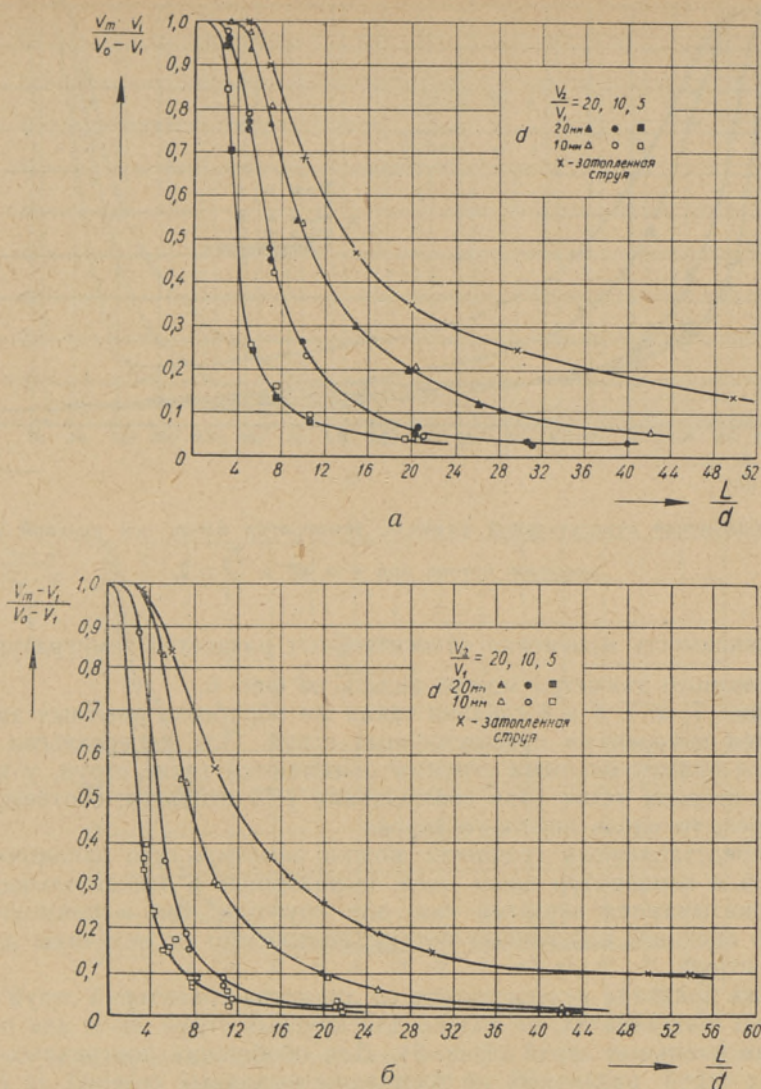 Vm V1
V0 – V1
1,0
0,9
0,8
0,7
0,6
0,5
0,4
0,3
0,2
0,1
0
V2
V1
= 20, 10, 5
d
20мм ▲ ● ■
10мм △ ○ □
× - затопленная
струя
4 8 12 16 20 24 28 32 36 40 44 48 52
L
d
а
Vm – V1
V0 – V1
1,0
0,9
0,8
0,7
0,6
0,5
0,4
0,3
0,2
0,1
0
V2
V1
= 20, 10, 5
d 20мм ▲ ● ■
10мм △ ○ □
× - затопленная
струя
4 8 12 16 20 24 28 32 36 40 44 48 52 56 60
L
d
б